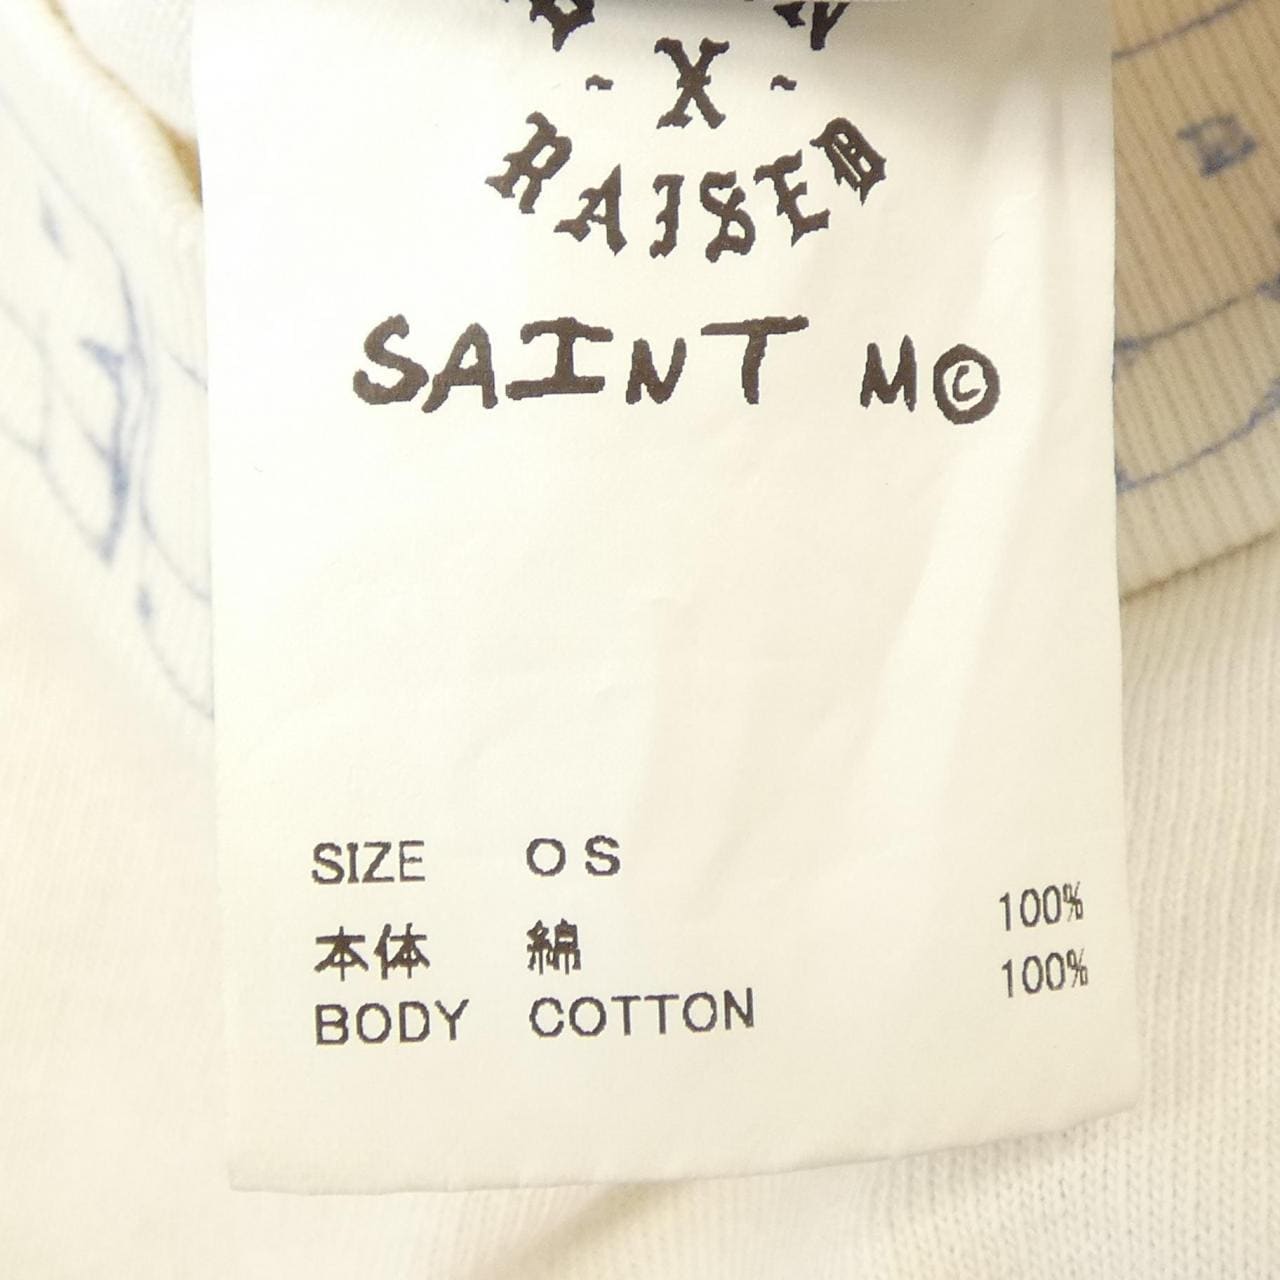 ~ X ~
RAISED
SAINT M©
SIZE OS
本体 綿 100%
BODY COTTON 100%